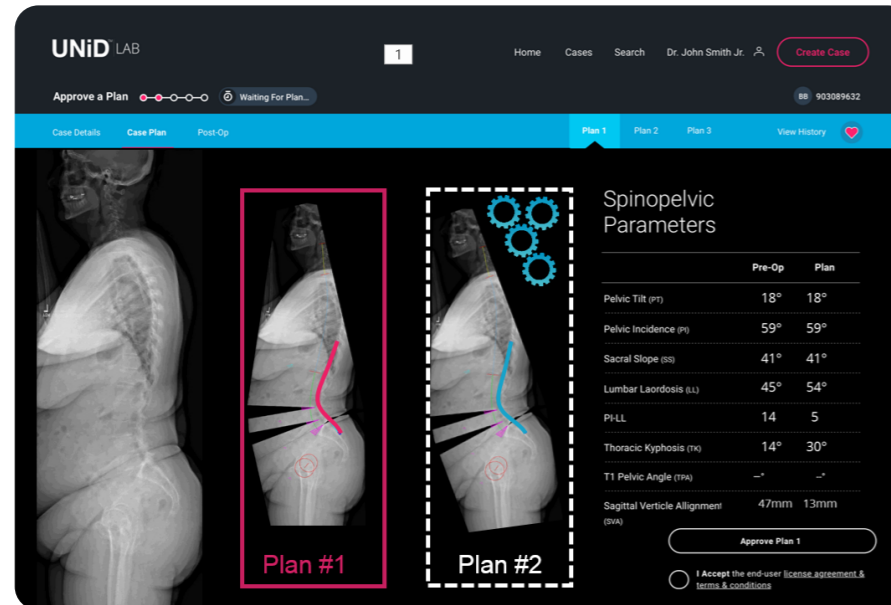 UNiD™ LAB
1
Home Cases Search Dr. John Smith Jr. Create Case
Approve a Plan Waiting For Plan... BB 903089632
Case Details Case Plan Post-Op Plan 1 Plan 2 Plan 3 View History
Spinopelvic
Parameters
Pre-Op Plan
Pelvic Tilt (PT) 18° 18°
Pelvic Incidence (PI) 59° 59°
Sacral Slope (SS) 41° 41°
Lumbar Laordosis (LL) 45° 54°
PI-LL 14 5
Thoracic Kyphosis (TK) 14° 30°
T1 Pelvic Angle (TPA) --° --°
Sagittal Verticle Allignment 47mm 13mm
(SVA)
Approve Plan 1
Plan #1 Plan #2
I Accept the end-user license agreement &
terms & conditions